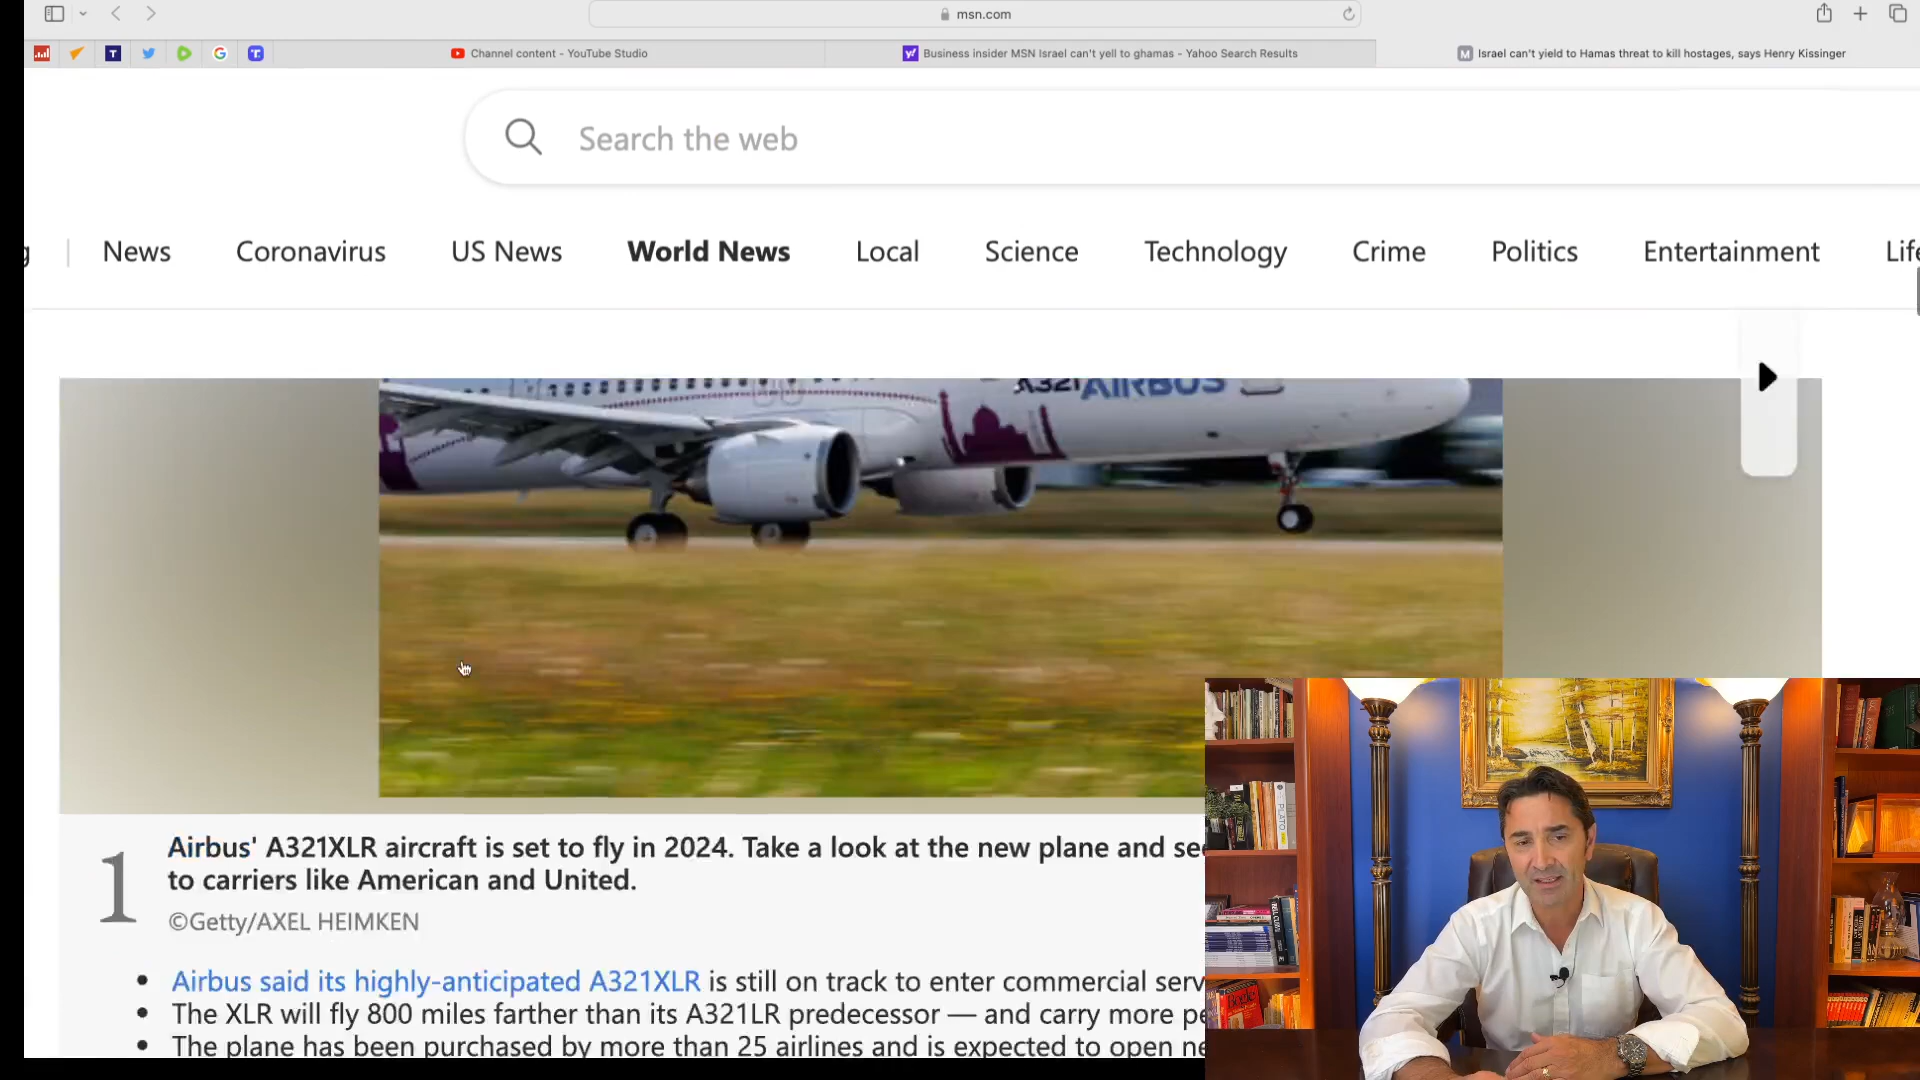 msn.com
Channel content - YouTube Studio
Business insider MSN Israel can't yell to ghamas - Yahoo Search Results
Israel can't yield to Hamas threat to kill hostages, says Henry Kissinger
Search the web
News Coronavirus US News World News Local Science Technology Crime Politics Entertainment Life
A321 AIRBUS
1
Airbus' A321XLR aircraft is set to fly in 2024. Take a look at the new plane and se
to carriers like American and United.
©Getty/AXEL HEIMKEN
• Airbus said its highly-anticipated A321XLR is still on track to enter commercial serv
• The XLR will fly 800 miles farther than its A321LR predecessor — and carry more pe
• The plane has been purchased by more than 25 airlines and is expected to open ne
PLATO